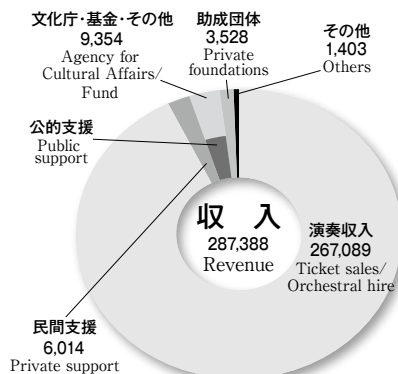 文化庁・基金・その他
9,354
Agency for
Cultural Affairs/
Fund
助成団体
3,528
Private
foundations
その他
1,403
Others
公的支援
Public
support
収 入
287,388
Revenue
演奏収入
267,089
Ticket sales/
Orchestral hire
民間支援
6,014
Private support